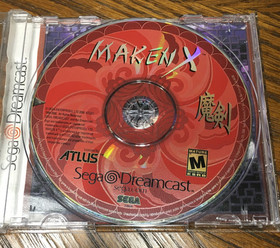 MAKEN X
魔剣
ATLUS
MATURE
M
Sega Dreamcast
SEGA
Sega Dreamcast